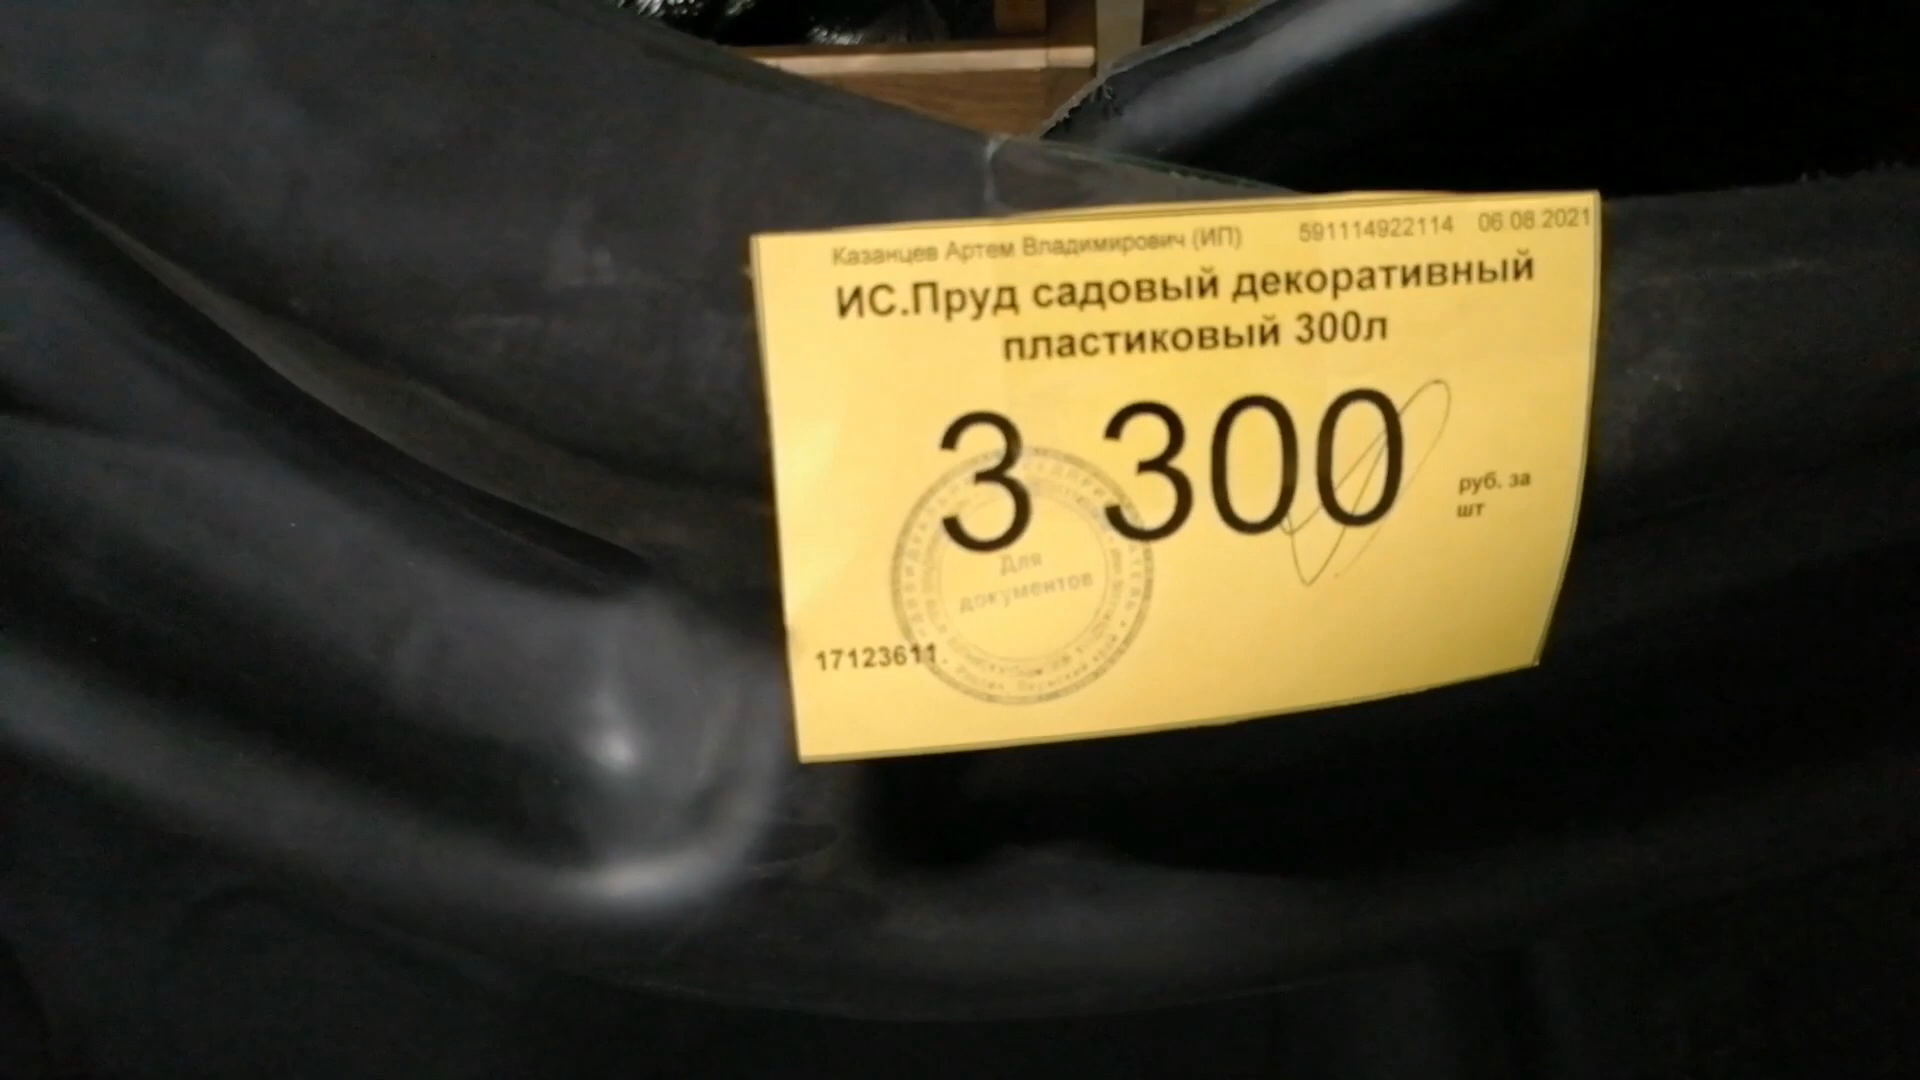 Казанцев Артем Владимирович (ИП) 591114922114 06.08.2021
ИС.Пруд садовый декоративный
пластиковый 300л
3 300
руб. за
шт
Для
документов
17123611